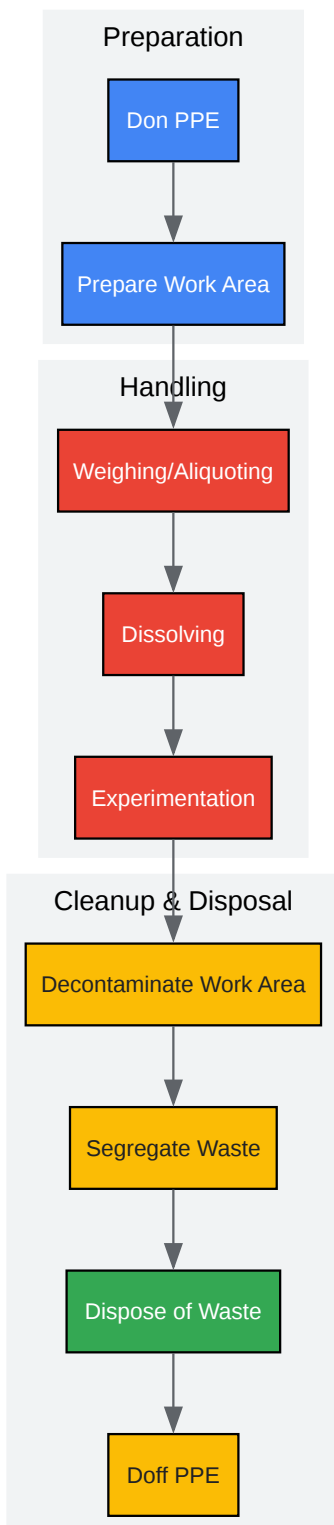 Preparation
Don PPE
Prepare Work Area
Handling
Weighing/Aliquoting
Dissolving
Experimentation
Cleanup & Disposal
Decontaminate Work Area
Segregate Waste
Dispose of Waste
Doff PPE